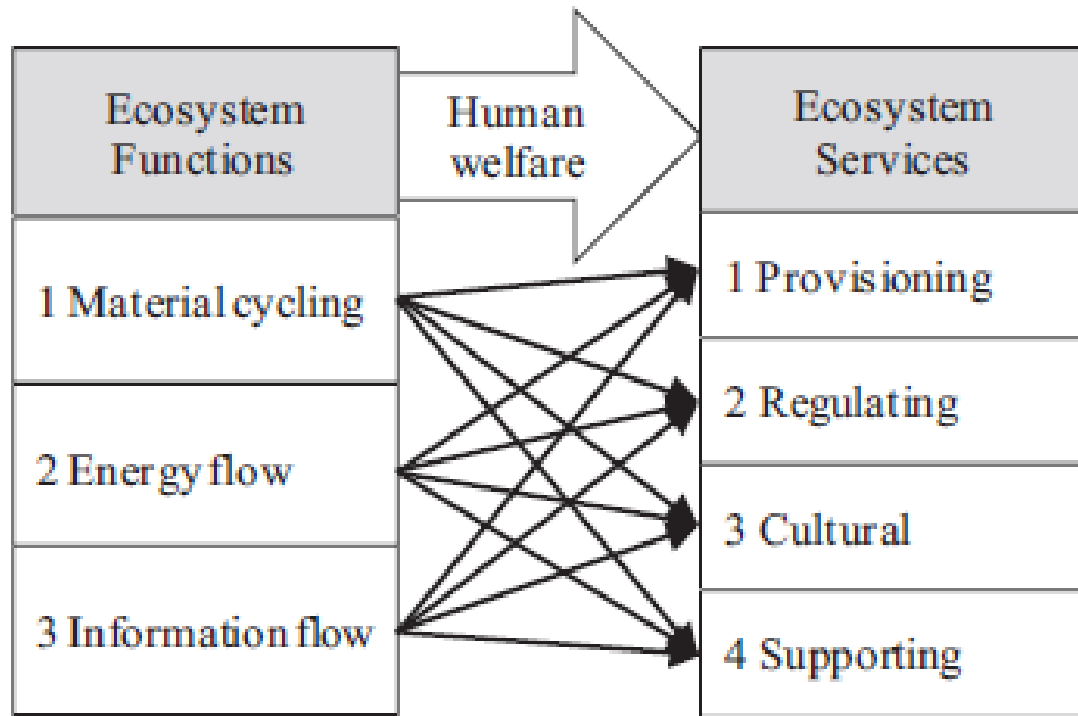 Ecosystem
Functions
Human
welfare
Ecosystem
Services
1 Material cycling
2 Energy flow
3 Information flow
1 Provisioning
2 Regulating
3 Cultural
4 Supporting